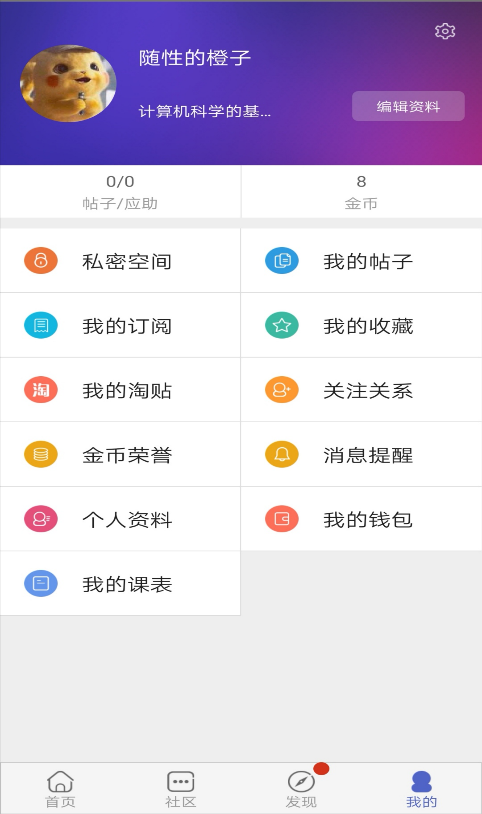 随性的橙子
计算机科学的基...
编辑资料
0/0
帖子/应助
8
金币
私密空间
我的帖子
我的订阅
我的收藏
淘
我的淘贴
关注关系
金币荣誉
消息提醒
个人资料
我的钱包
我的课表
首页
社区
发现
我的